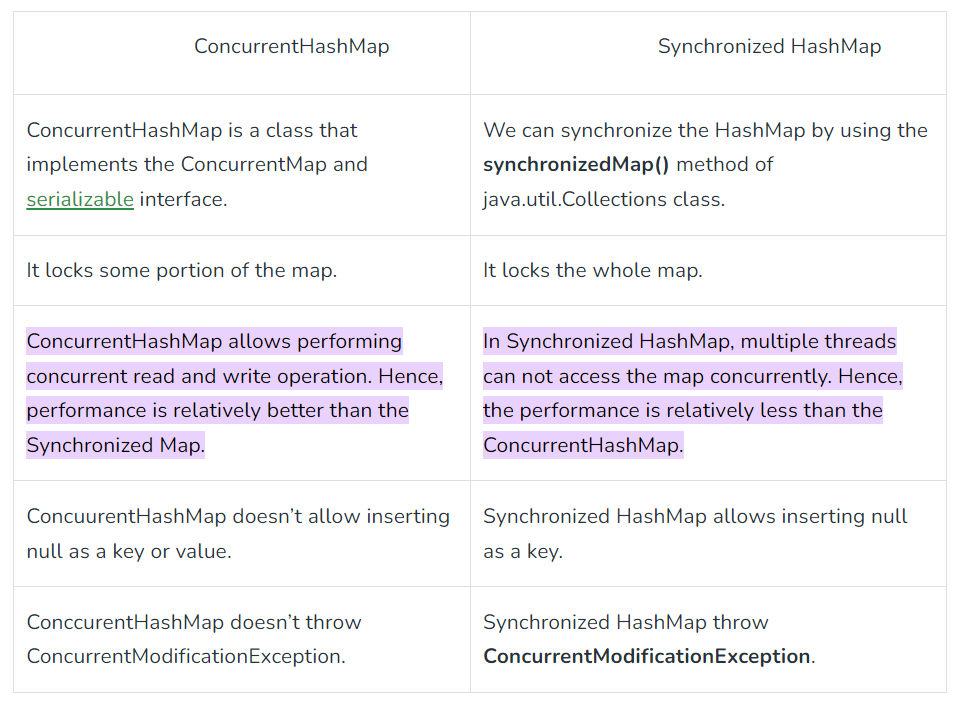 ConcurrentHashMap
Synchronized HashMap
ConcurrentHashMap is a class that
implements the ConcurrentMap and
serializable interface.
We can synchronize the HashMap by using the
synchronizedMap() method of
java.util.Collections class.
It locks some portion of the map.
It locks the whole map.
ConcurrentHashMap allows performing
concurrent read and write operation. Hence,
performance is relatively better than the
Synchronized Map.
In Synchronized HashMap, multiple threads
can not access the map concurrently. Hence,
the performance is relatively less than the
ConcurrentHashMap.
ConcuurentHashMap doesn’t allow inserting
null as a key or value.
Synchronized HashMap allows inserting null
as a key.
ConccurentHashMap doesn’t throw
ConcurrentModificationException.
Synchronized HashMap throw
ConcurrentModificationException.